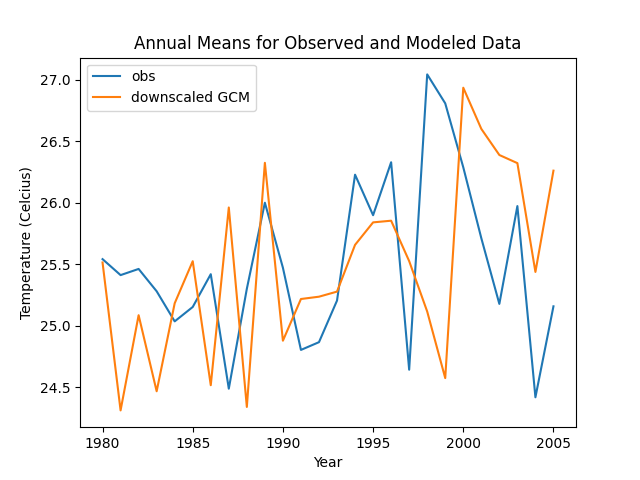 Annual Means for Observed and Modeled Data
obs
downscaled GCM
27.0
26.5
26.0
25.5
25.0
24.5
Temperature (Celcius)
1980 1985 1990 1995 2000 2005
Year